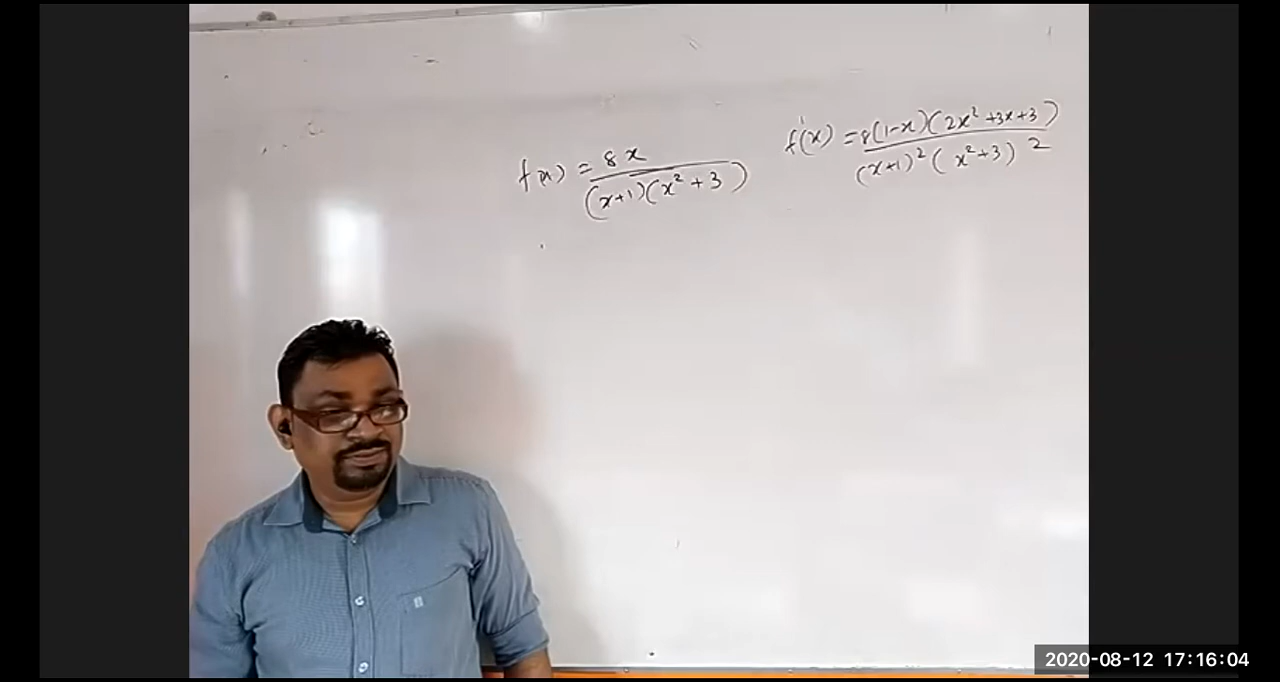 f(x) = 8x / (x+1)(x²+3)
f'(x) = 8(1-x)(2x²+3x+3) / (x+1)²(x²+3)²
2020-08-12 17:16:04